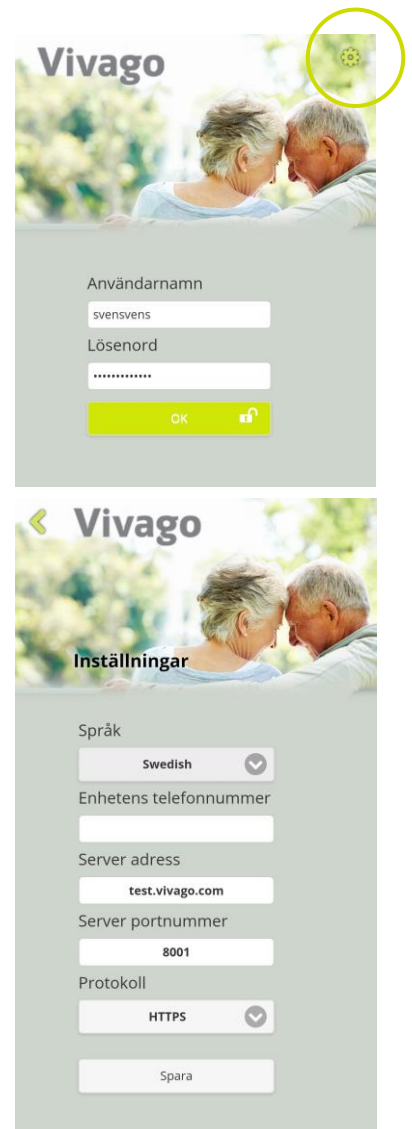 Vivago
Användarnamn
svensvens
Lösenord
•••••••••••••
OK
Vivago
Inställningar
Språk
Swedish
Enhetens telefonnummer
Server adress
test.vivago.com
Server portnummer
8001
Protokoll
HTTPS
Spara